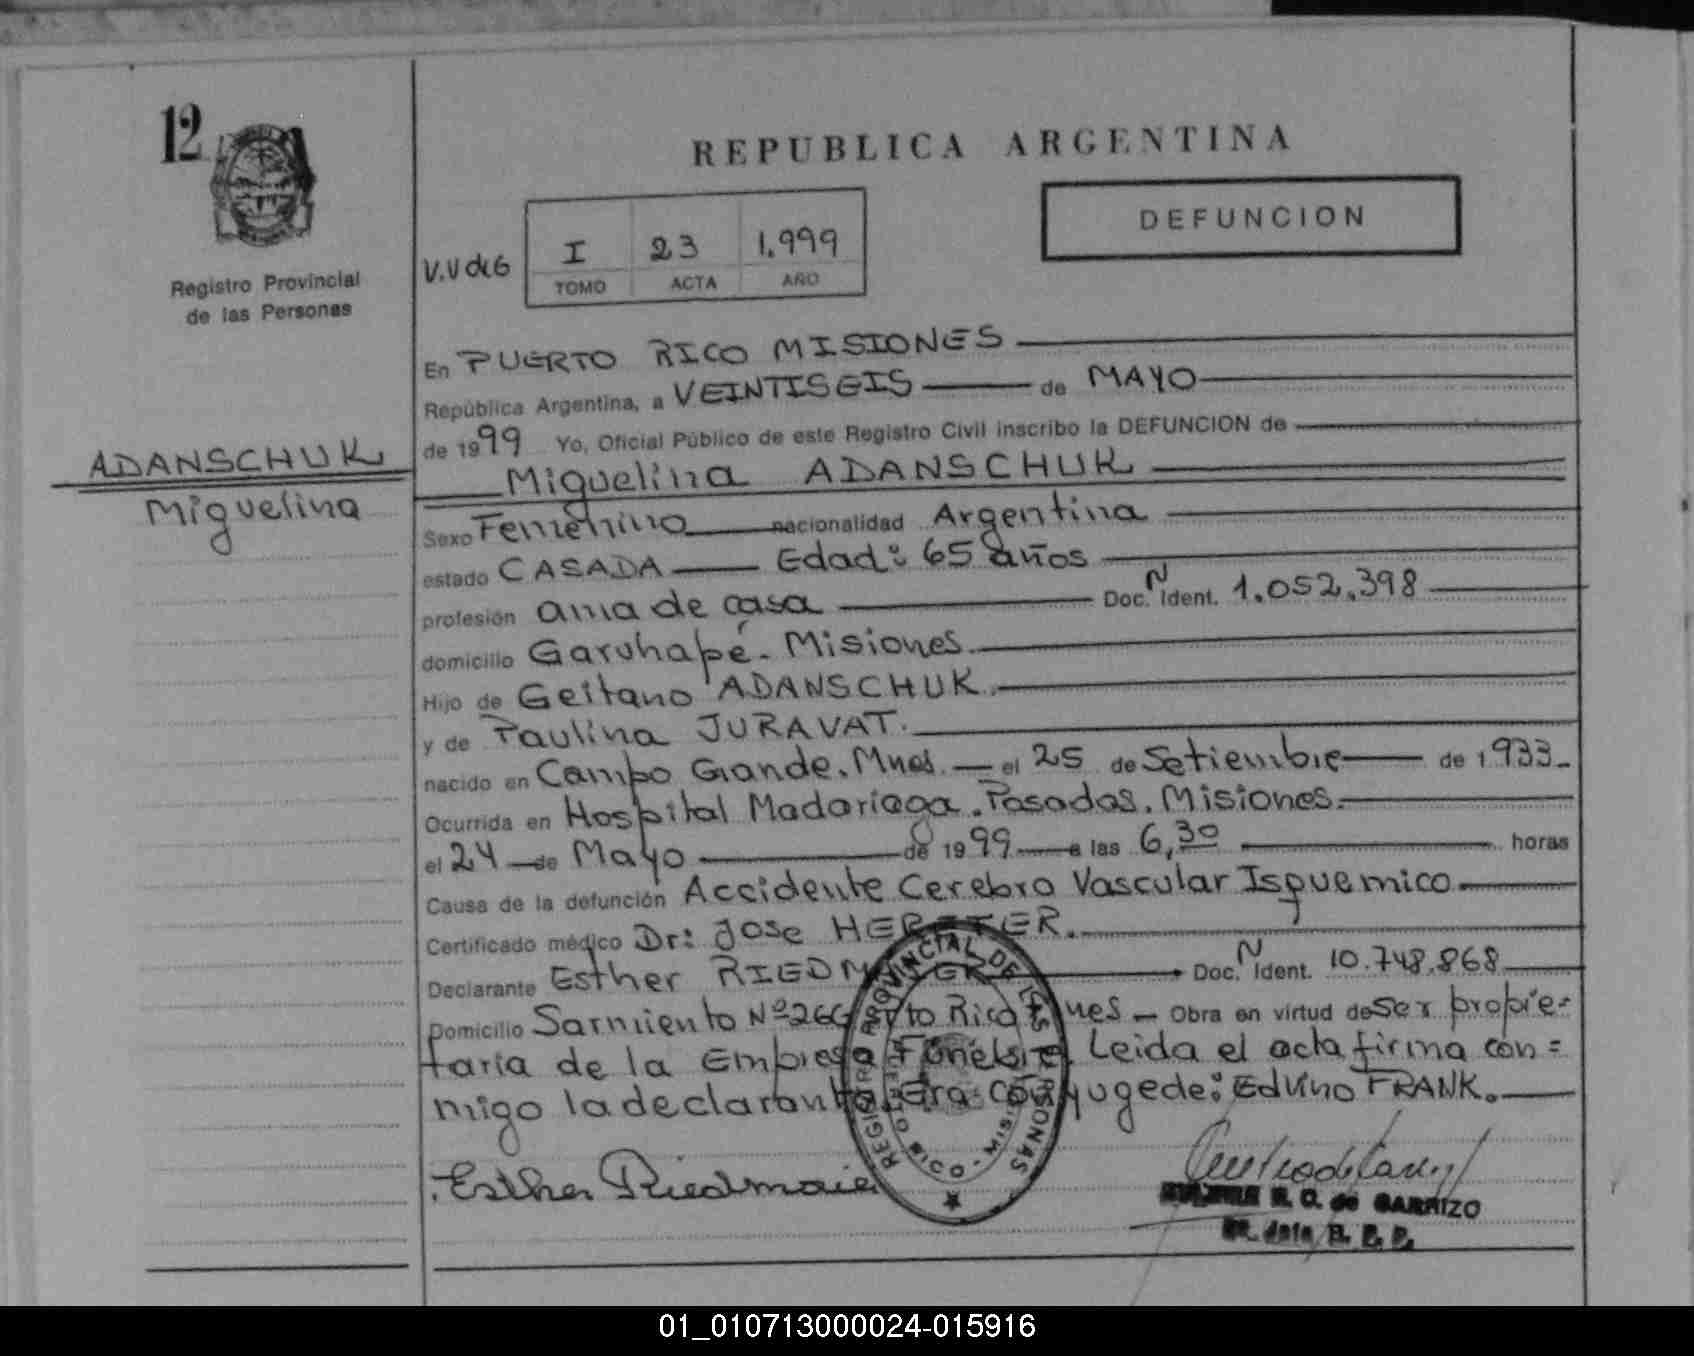 12
REPUBLICA ARGENTINA
DEFUNCION
Registro Provincial
de las Personas
I 23 1.999
TOMO ACTA AÑO
ADANSCHUK
Miguelina
En PUERTO RICO MISIONES
República Argentina, a VEINTISEIS de MAYO
de 1999 Yo, Oficial Público de este Registro Civil inscribo la DEFUNCION de
Miguelina ADANSCHUK
Sexo Femenino nacionalidad Argentina
estado CASADA Edad: 65 años
profesión ama de casa Doc. N Ident. 1.052.398
domicilio Garuhapé. Misiones.
Hijo de Geitano ADANSCHUK.
y de Paulina JURAVAT.
nacido en Campo Grande. Mnes. el 25 de Setiembre de 1933
Ocurrida en Hospital Madariaga. Posadas. Misiones.
el 24 de Mayo de 1999 a las 6,30 horas
Causa de la defunción Accidente Cerebro Vascular Isquemico.
Certificado médico Dr: Jose
Declarante Esther Doc. N Ident. 10.748.868
Domicilio Sarmiento Nº 266 Pto Rico Mnes. Obra en virtud de Ser propie=
taria de la Empresa Leida el acta firma con=
migo la declarante. Era Conyuge de: Edvino FRANK.
REGISTRO PROVINCIAL DE LAS PERSONAS
Esther Riedmaier
R. O. de CARRIZO
R. P. P.
01_010713000024-015916